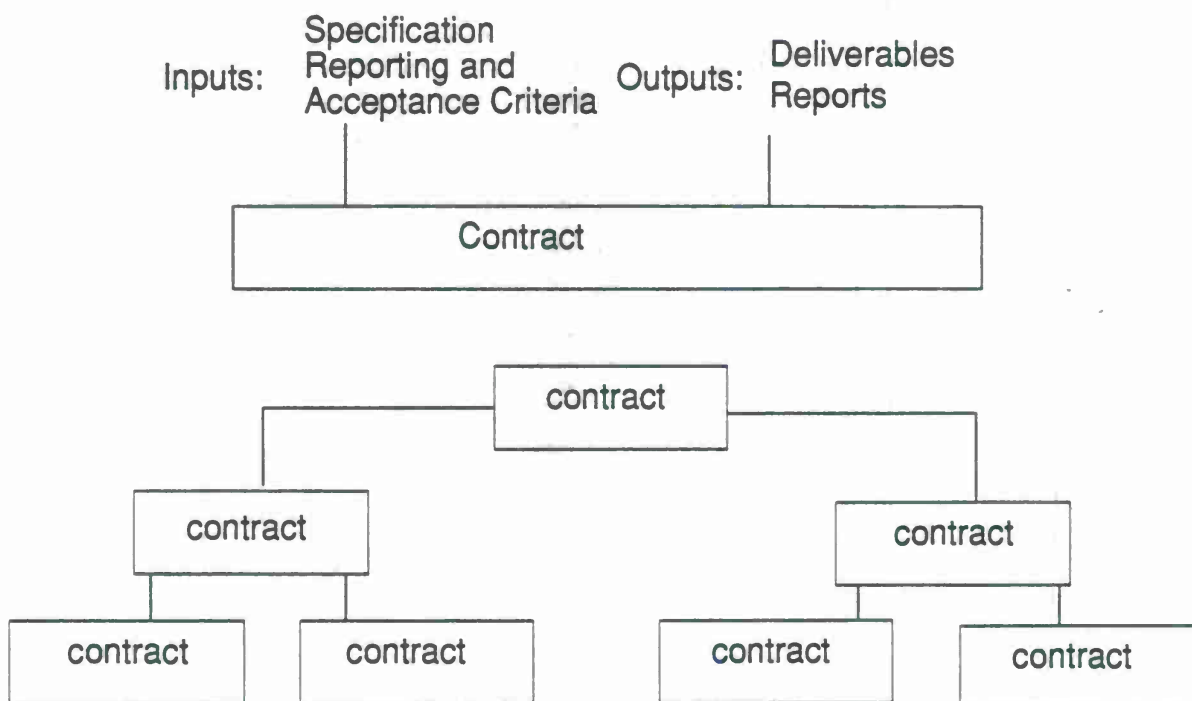 Inputs:
Specification
Reporting and
Acceptance Criteria
Outputs:
Deliverables
Reports
Contract
contract
contract
contract
contract
contract
contract
contract